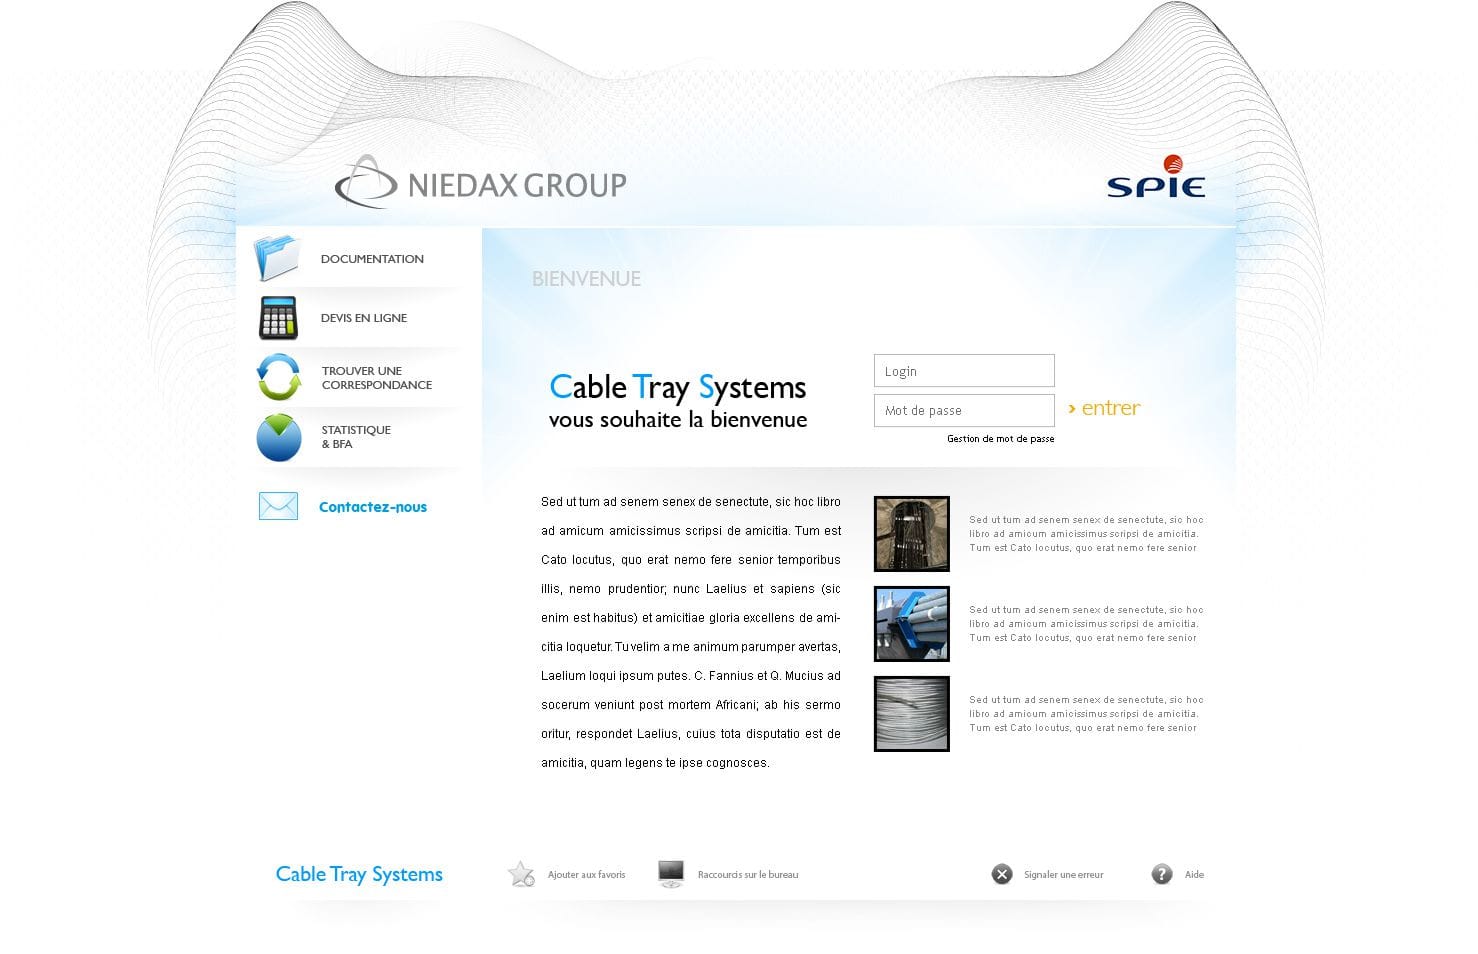 NIEDAX GROUP
SPIE
DOCUMENTATION
DEVIS EN LIGNE
TROUVER UNE
CORRESPONDANCE
STATISTIQUE
& BFA
Contactez-nous
BIENVENUE
Cable Tray Systems
vous souhaite la bienvenue
Login
Mot de passe
› entrer
Gestion de mot de passe
Sed ut tum ad senem senex de senectute, sic hoc libro
ad amicum amicissimus scripsi de amicitia. Tum est
Cato locutus, quo erat nemo fere senior temporibus
illis, nemo prudentior; nunc Laelius et sapiens (sic
enim est habitus) et amicitiae gloria excellens de ami-
citia loquetur. Tu velim a me animum parumper avertas,
Laelium loqui ipsum putes. C. Fannius et Q. Mucius ad
socerum veniunt post mortem Africani; ab his sermo
oritur, respondet Laelius, cuius tota disputatio est de
amicitia, quam legens te ipse cognosces.
Sed ut tum ad senem senex de senectute, sic hoc
libro ad amicum amicissimus scripsi de amicitia.
Tum est Cato locutus, quo erat nemo fere senior
Sed ut tum ad senem senex de senectute, sic hoc
libro ad amicum amicissimus scripsi de amicitia.
Tum est Cato locutus, quo erat nemo fere senior
Sed ut tum ad senem senex de senectute, sic hoc
libro ad amicum amicissimus scripsi de amicitia.
Tum est Cato locutus, quo erat nemo fere senior
Cable Tray Systems
Ajouter aux favoris
Raccourcis sur le bureau
Signaler une erreur
? Aide